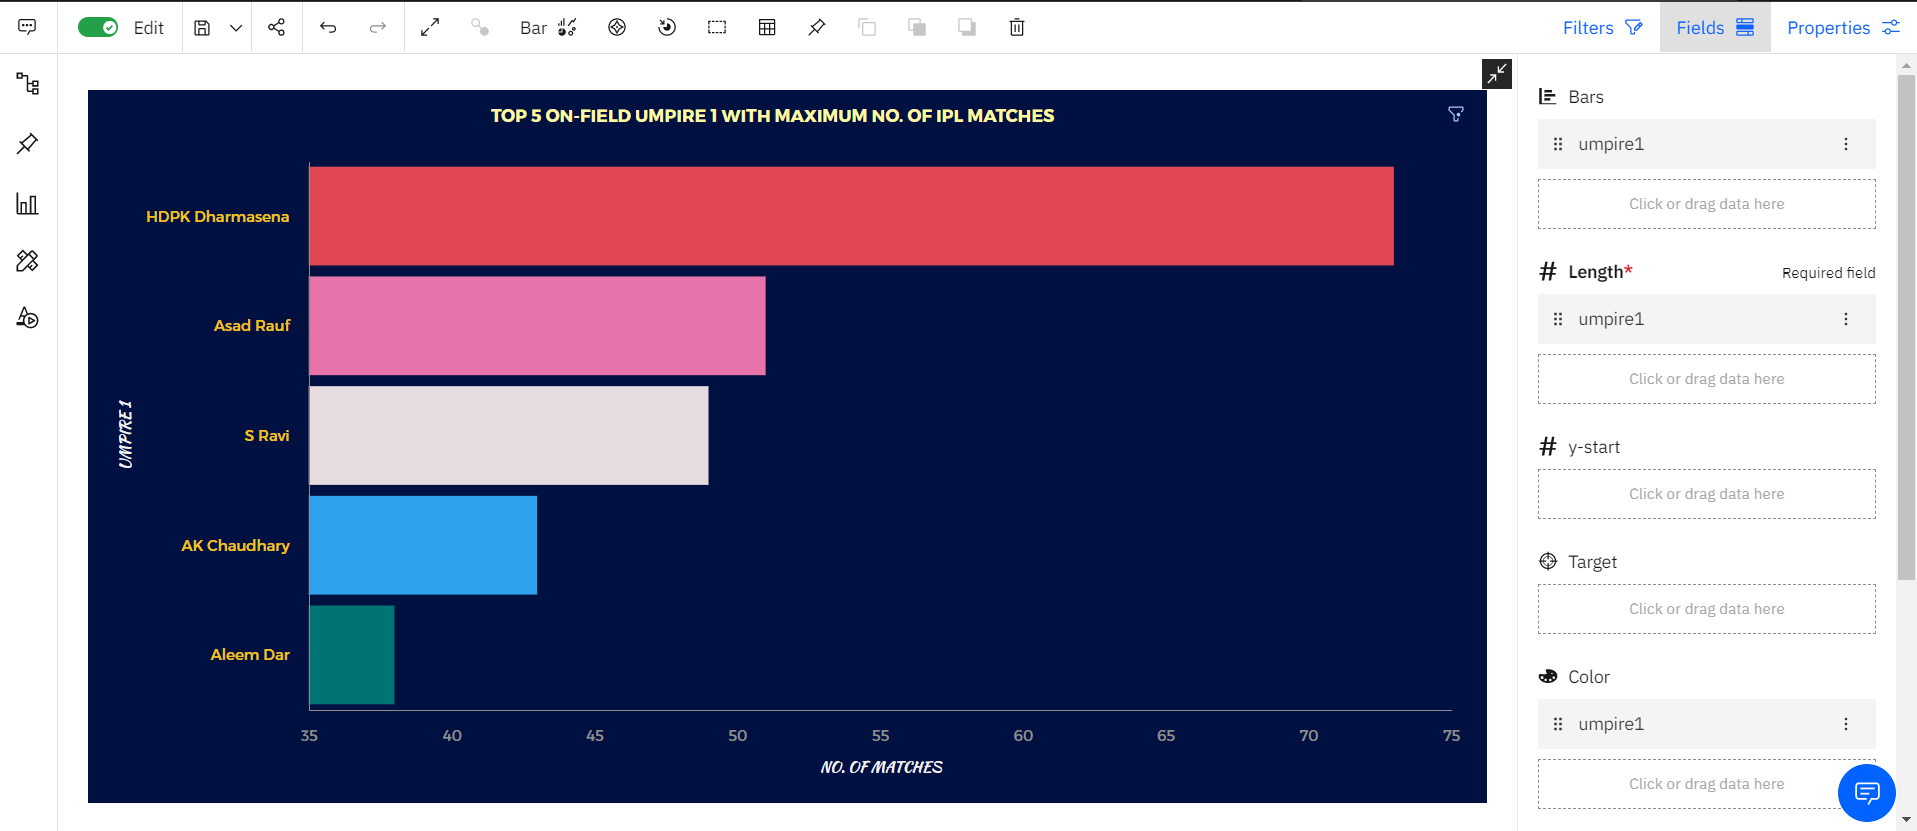 Edit
Bar
Filters
Fields
Properties
TOP 5 ON-FIELD UMPIRE 1 WITH MAXIMUM NO. OF IPL MATCHES
HDPK Dharmasena
Asad Rauf
S Ravi
AK Chaudhary
Aleem Dar
UMPIRE 1
35 40 45 50 55 60 65 70 75
NO. OF MATCHES
Bars
umpire1
Click or drag data here
# Length* Required field
umpire1
Click or drag data here
# y-start
Click or drag data here
Target
Click or drag data here
Color
umpire1
Click or drag data here